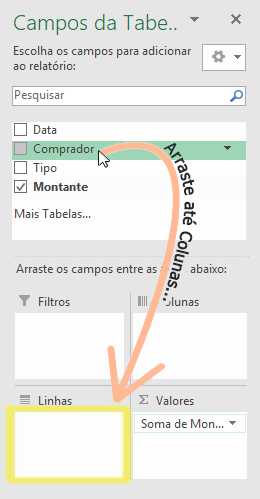 Campos da Tabe...
Escolha os campos para adicionar
ao relatório:
Pesquisar
Data
Comprador
Tipo
Montante
Mais Tabelas...
Arraste até Colunas...
Arraste os campos entre as abaixo:
Filtros
lunas
Linhas
Σ Valores
Soma de Mon...